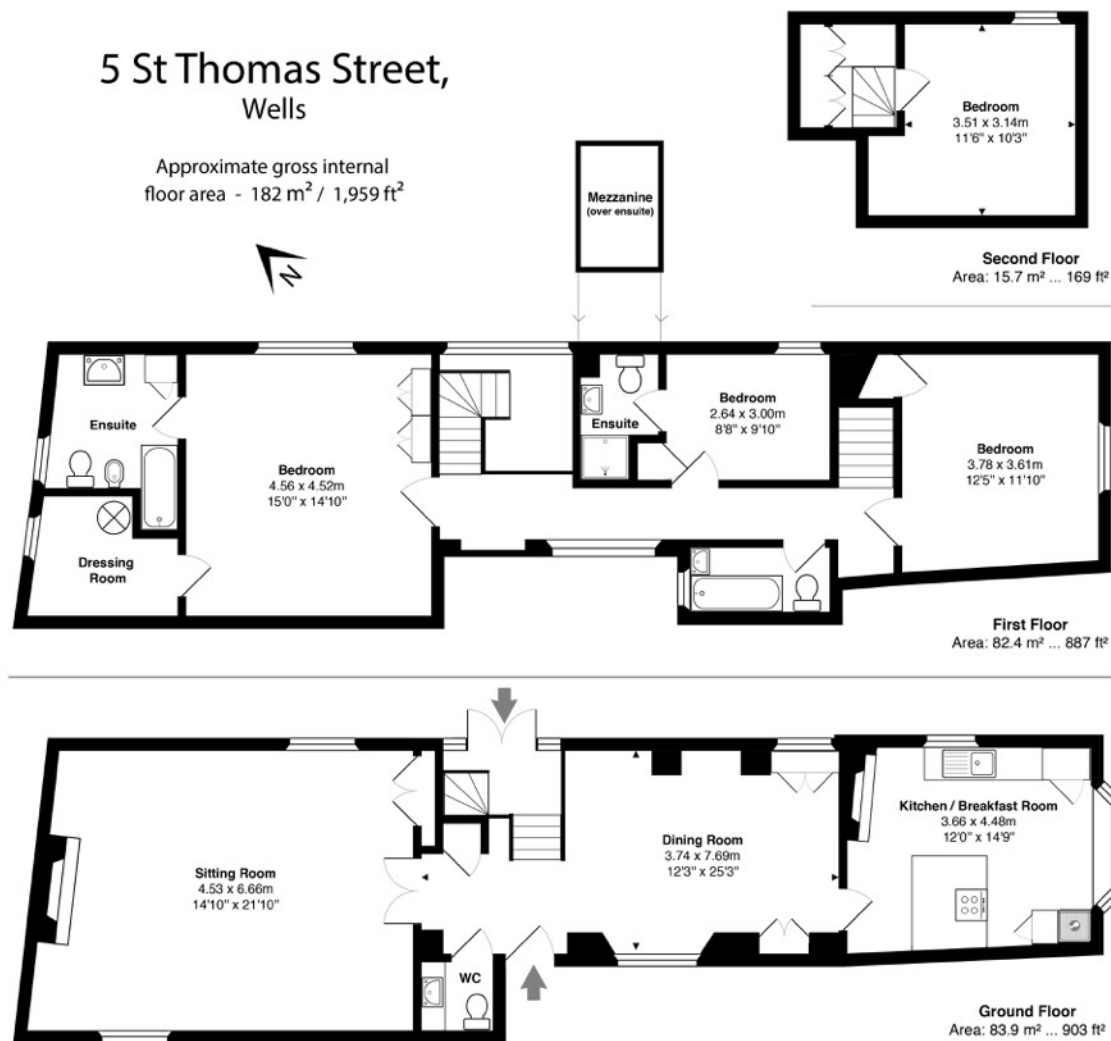 5 St Thomas Street,
Wells
Approximate gross internal
floor area - 182 m² / 1,959 ft²
N
Bedroom
3.51 x 3.14m
11'6" x 10'3"
Second Floor
Area: 15.7 m² ... 169 ft²
Mezzanine
(over ensuite)
Ensuite
Dressing
Room
Bedroom
4.56 x 4.52m
15'0" x 14'10"
Ensuite
Bedroom
2.64 x 3.00m
8'8" x 9'10"
Bedroom
3.78 x 3.61m
12'5" x 11'10"
First Floor
Area: 82.4 m² ... 887 ft²
Sitting Room
4.53 x 6.66m
14'10" x 21'10"
WC
Dining Room
3.74 x 7.69m
12'3" x 25'3"
Kitchen / Breakfast Room
3.66 x 4.48m
12'0" x 14'9"
Ground Floor
Area: 83.9 m² ... 903 ft²